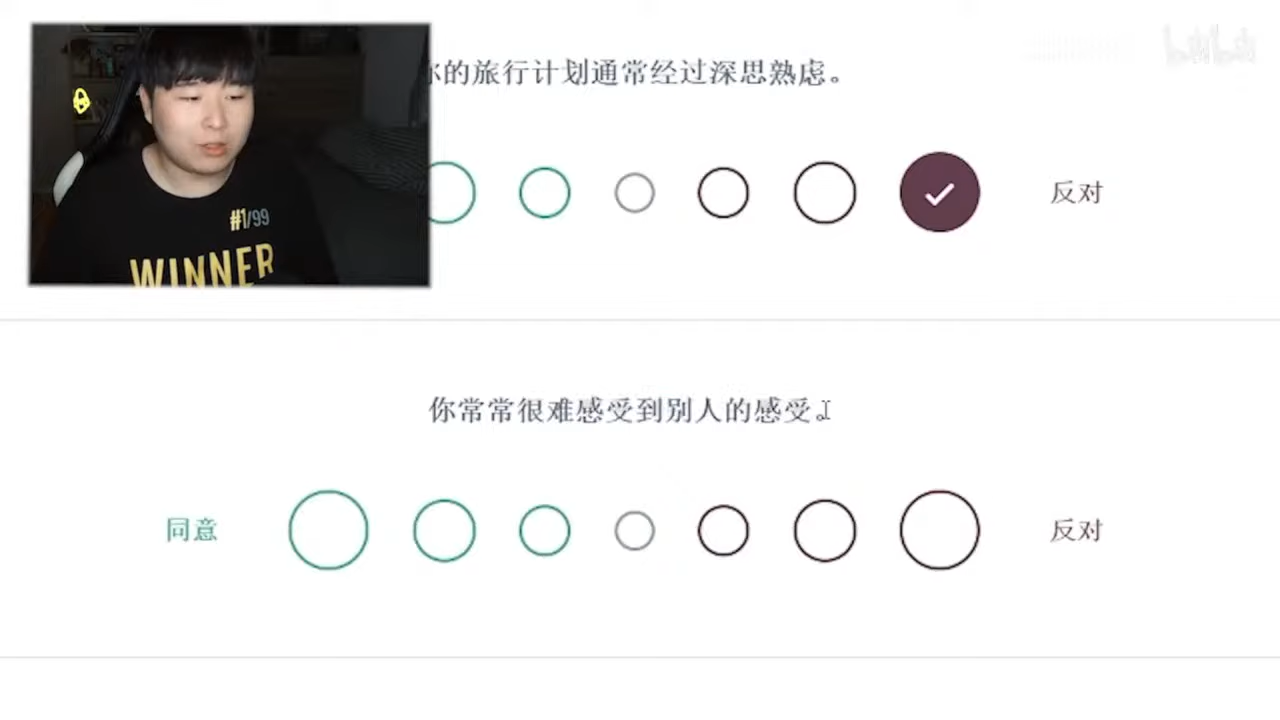 你的旅行计划通常经过深思熟虑。
反对
#1/99
WINNER
你常常很难感受到别人的感受。
同意
反对
bilibili